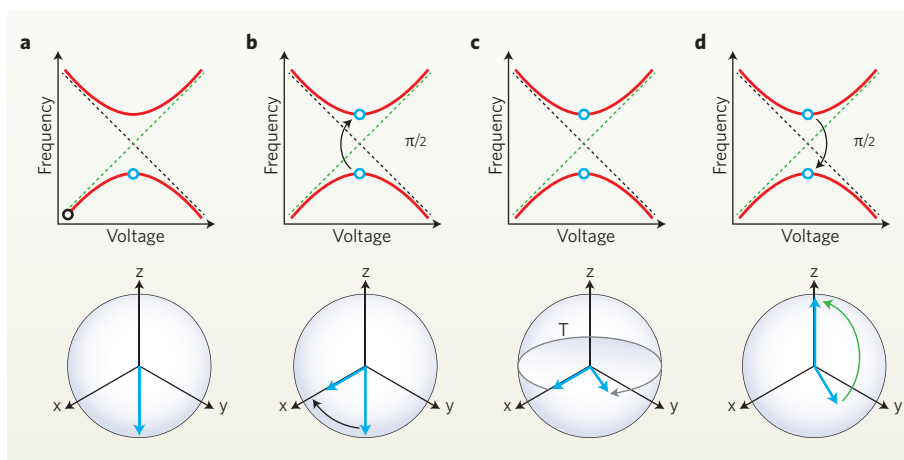 a
b
c
d
Frequency
Voltage
Frequency
π/2
Voltage
Frequency
Voltage
Frequency
π/2
Voltage
z
x
y
z
x
y
z
T
x
y
z
x
y